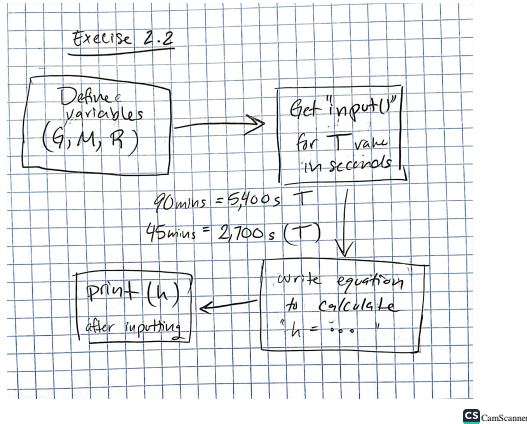 Execise 2.2
Define
variables
(G, M, R)
Get "input()"
for T value
in seconds
90mins = 5,400s T
45mins = 2,700s (T)
write equation
to calculate
"h = ... "
print (h)
after inputting
CS CamScanner